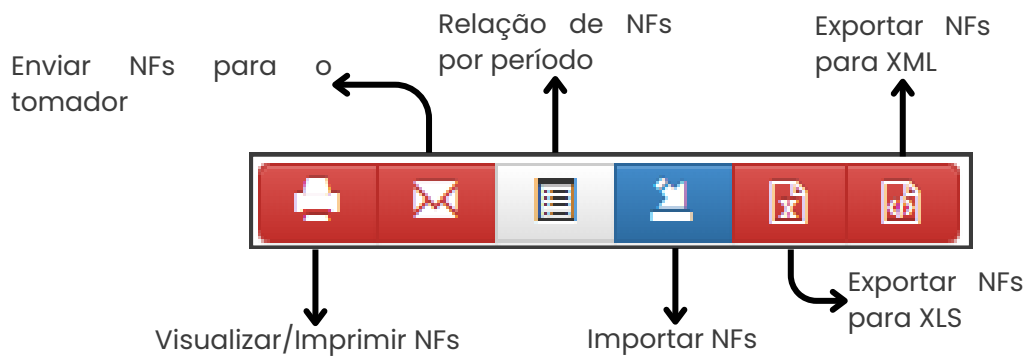 Enviar NFs para o
tomador
Relação de NFs
por período
Exportar NFs
para XML
Visualizar/Imprimir NFs
Importar NFs
Exportar NFs
para XLS